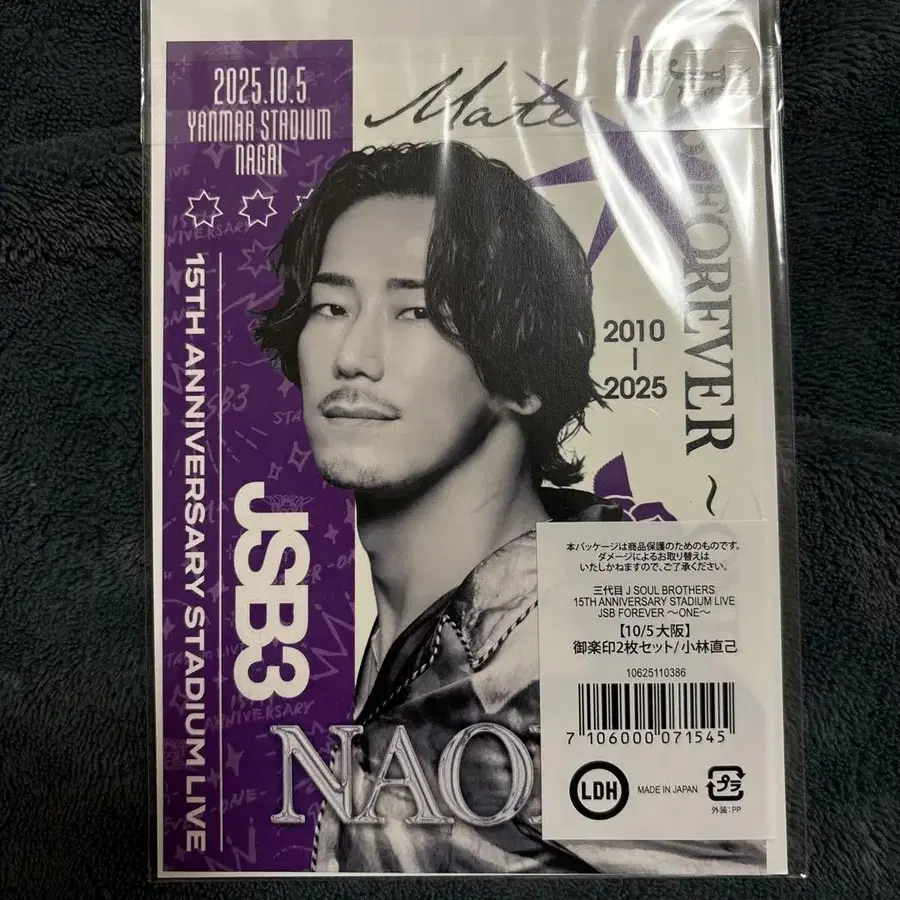 2025.10.5
YANMAR STADIUM
NAGAI
Mate
15TH ANNIVERSARY STADIUM LIVE
JSB3
FOREVER ~
2010
2025
NAO
本パッケージは商品保護のためのものです。
ダメージによるお取り替えは
いたしかねますので、ご了承ください。
三代目 J SOUL BROTHERS
15TH ANNIVERSARY STADIUM LIVE
JSB FOREVER ～ONE～
【10/5 大阪】
御楽印2枚セット/小林直己
10625110386
7 106000 071545
LDH
MADE IN JAPAN
プラ
外装:PP